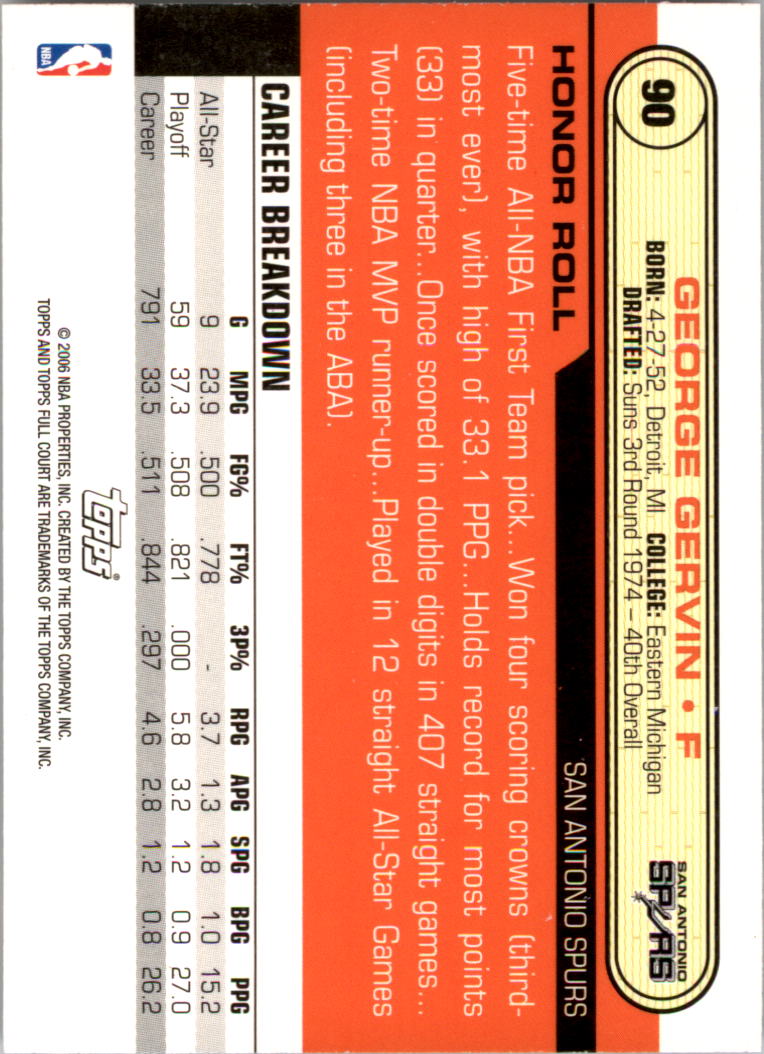 90
GEORGE GERVIN • F
BORN: 4-27-52, Detroit, MI COLLEGE: Eastern Michigan
DRAFTED: Suns 3rd Round 1974 – 40th Overall
SAN ANTONIO
SPURS
HONOR ROLL
SAN ANTONIO SPURS
Five-time All-NBA First Team pick...Won four scoring crowns (third-
most ever), with high of 33.1 PPG...Holds record for most points
(33) in quarter...Once scored in double digits in 407 straight games...
Two-time NBA MVP runner-up...Played in 12 straight All-Star Games
(including three in the ABA).
CAREER BREAKDOWN
G MPG FG% FT% 3P% RPG APG SPG BPG PPG
All-Star 9 23.9 .500 .778 - 3.7 1.3 1.8 1.0 15.2
Playoff 59 37.3 .508 .821 .000 5.8 3.2 1.2 0.9 27.0
Career 791 33.5 .511 .844 .297 4.6 2.8 1.2 0.8 26.2
NBA
topps®
© 2006 NBA PROPERTIES, INC. CREATED BY THE TOPPS COMPANY, INC.
TOPPS AND TOPPS FULL COURT ARE TRADEMARKS OF THE TOPPS COMPANY, INC.